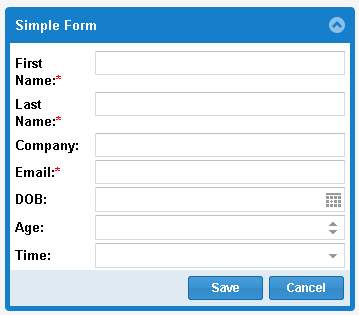 Simple Form
First
Name:*
Last
Name:*
Company:
Email:*
DOB:
Age:
Time:
Save Cancel